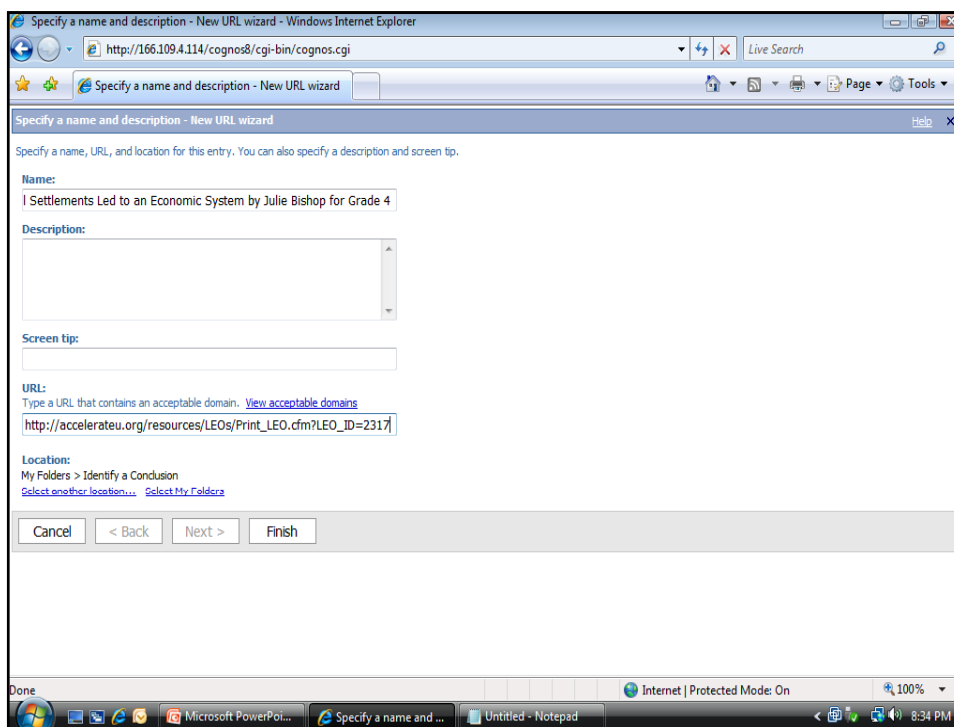 Specify a name and description - New URL wizard - Windows Internet Explorer
http://166.109.4.114/cognos8/cgi-bin/cognos.cgi
Live Search
Specify a name and description - New URL wizard
Page
Tools
Specify a name and description - New URL wizard
Help
Specify a name, URL, and location for this entry. You can also specify a description and screen tip.
Name:
l Settlements Led to an Economic System by Julie Bishop for Grade 4
Description:
Screen tip:
URL:
Type a URL that contains an acceptable domain. View acceptable domains
http://accelerateu.org/resources/LEOs/Print_LEO.cfm?LEO_ID=2317
Location:
My Folders > Identify a Conclusion
Select another location... Select My Folders
Cancel < Back Next > Finish
Done
Internet | Protected Mode: On
100%
Microsoft PowerPoi...
Specify a name and ...
Untitled - Notepad
8:34 PM